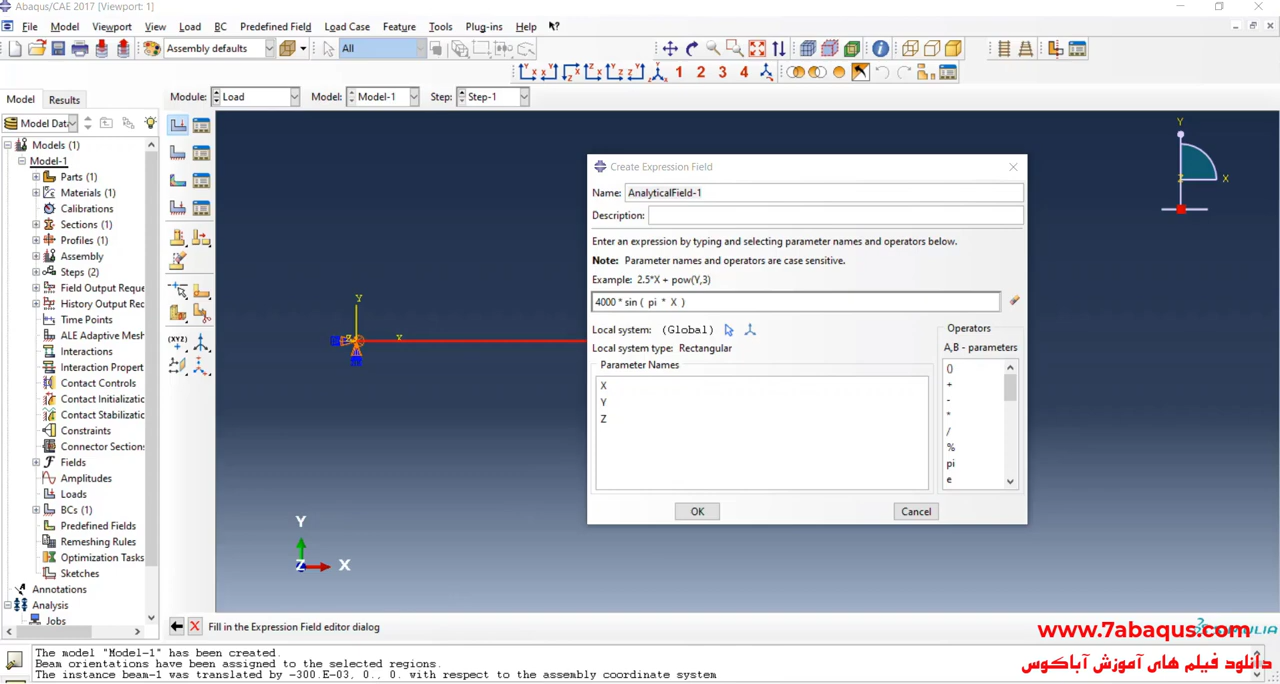 Abaqus/CAE 2017 [Viewport: 1]
File Model Viewport View Load BC Predefined Field Load Case Feature Tools Plug-ins Help
Assembly defaults All
1 2 3 4
Model Results Module: Load Model: Model-1 Step: Step-1
Model Dat
Models (1)
Model-1
Parts (1)
Materials (1)
Calibrations
Sections (1)
Profiles (1)
Assembly
Steps (2)
Field Output Reque
History Output Req
Time Points
ALE Adaptive Mesh
Interactions
Interaction Propert
Contact Controls
Contact Initializatio
Contact Stabilizatio
Constraints
Connector Sections
Fields
Amplitudes
Loads
BCs (1)
Predefined Fields
Remeshing Rules
Optimization Tasks
Sketches
Annotations
Analysis
Jobs
Create Expression Field
Name: AnalyticalField-1
Description:
Enter an expression by typing and selecting parameter names and operators below.
Note: Parameter names and operators are case sensitive.
Example: 2.5*X + pow(Y,3)
4000 * sin ( pi * X )
Local system: (Global)
Local system type: Rectangular
Parameter Names
X
Y
Z
Operators
A,B - parameters
()
+
-
*
/
%
pi
e
OK Cancel
Y
X
Z
Y
X
Y
Z X
Fill in the Expression Field editor dialog
The model "Model-1" has been created.
Beam orientations have been assigned to the selected regions.
The instance beam-1 was translated by -300.E-03, 0., 0. with respect to the assembly coordinate system
www.7abaqus.com
دانلود فیلم های آموزش آباکوس